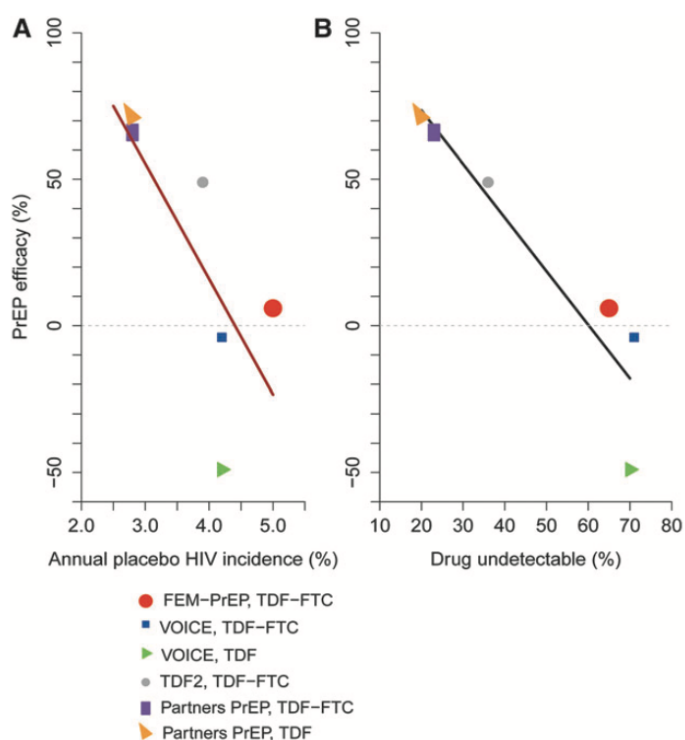 A
B
100
50
0
−50
PrEP efficacy (%)
2.0 3.0 4.0 5.0
Annual placebo HIV incidence (%)
100
50
0
−50
10 20 30 40 50 60 70 80
Drug undetectable (%)
FEM−PrEP, TDF−FTC
VOICE, TDF−FTC
VOICE, TDF
TDF2, TDF−FTC
Partners PrEP, TDF−FTC
Partners PrEP, TDF